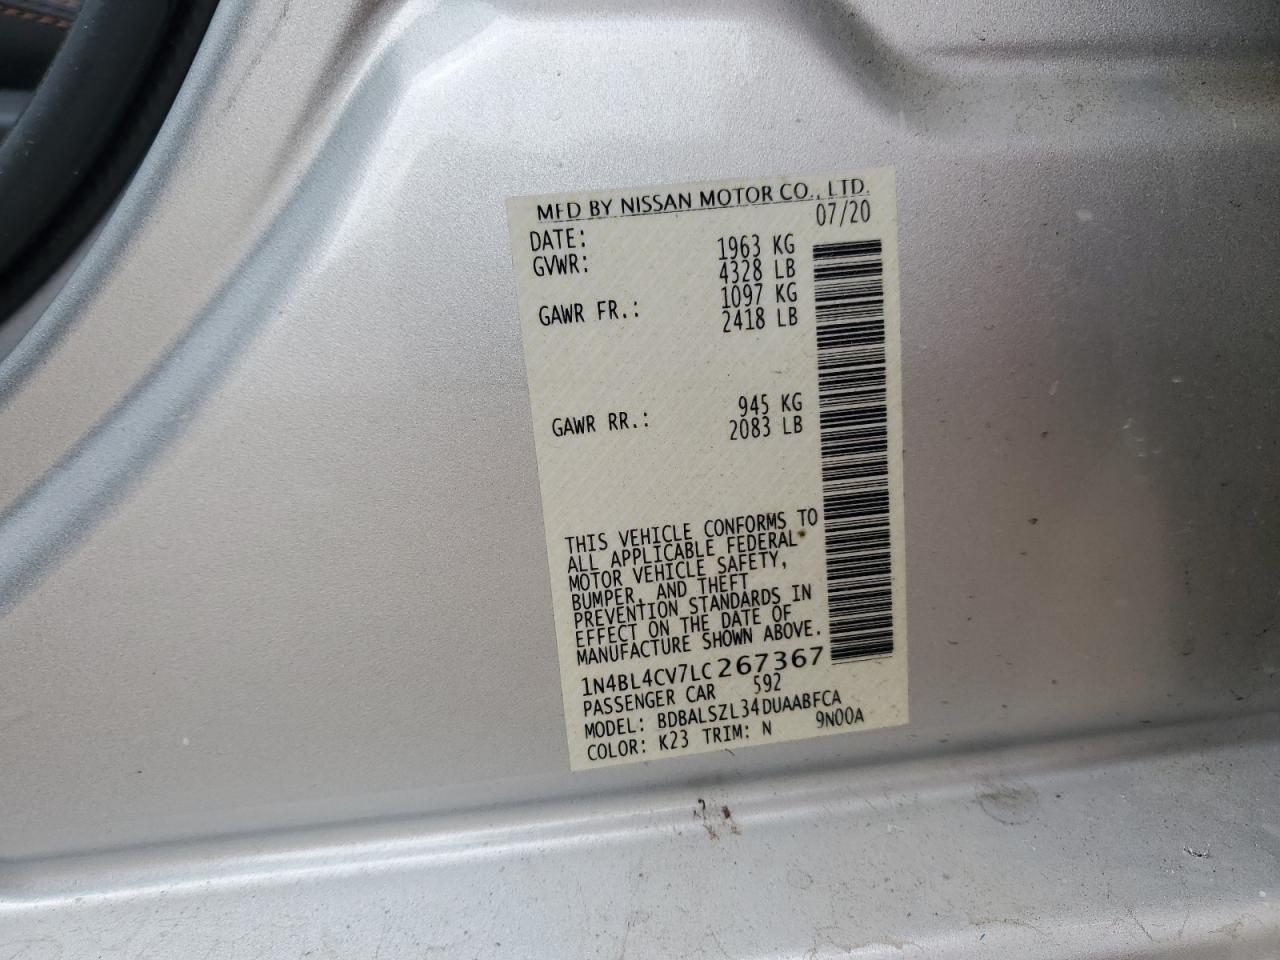 MFD BY NISSAN MOTOR CO., LTD.
DATE: 07/20
GVWR: 1963 KG
4328 LB
GAWR FR.: 1097 KG
2418 LB
GAWR RR.: 945 KG
2083 LB
THIS VEHICLE CONFORMS TO
ALL APPLICABLE FEDERAL
MOTOR VEHICLE SAFETY,
BUMPER, AND THEFT
PREVENTION STANDARDS IN
EFFECT ON THE DATE OF
MANUFACTURE SHOWN ABOVE.
1N4BL4CV7LC267367
PASSENGER CAR 592
MODEL: BDBALSZL34DUAABFCA
COLOR: K23 TRIM: N 9N00A